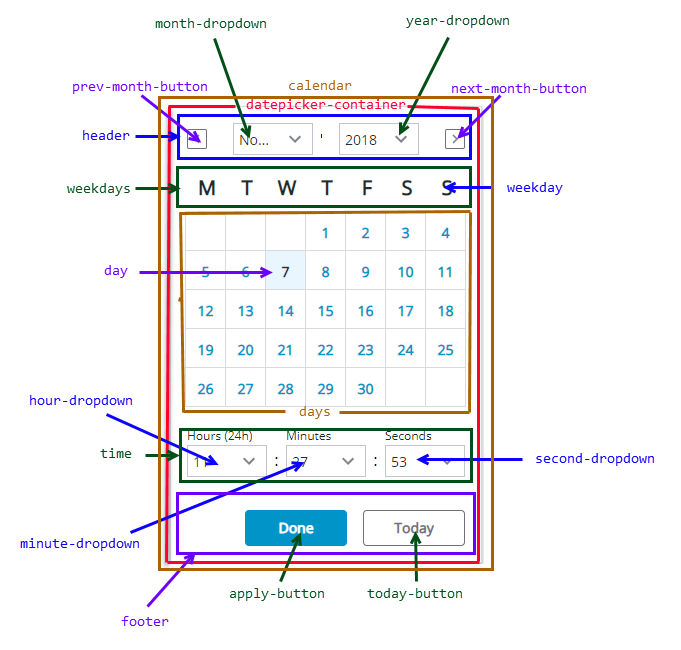 month-dropdown
year-dropdown
prev-month-button
calendar
next-month-button
datepicker-container
header
No... ' 2018
weekdays
M T W T F S S
weekday
1 2 3 4
day
5 6 7 8 9 10 11
12 13 14 15 16 17 18
19 20 21 22 23 24 25
26 27 28 29 30
hour-dropdown
days
Hours (24h) Minutes Seconds
time
: : 53
second-dropdown
Done Today
minute-dropdown
apply-button
today-button
footer